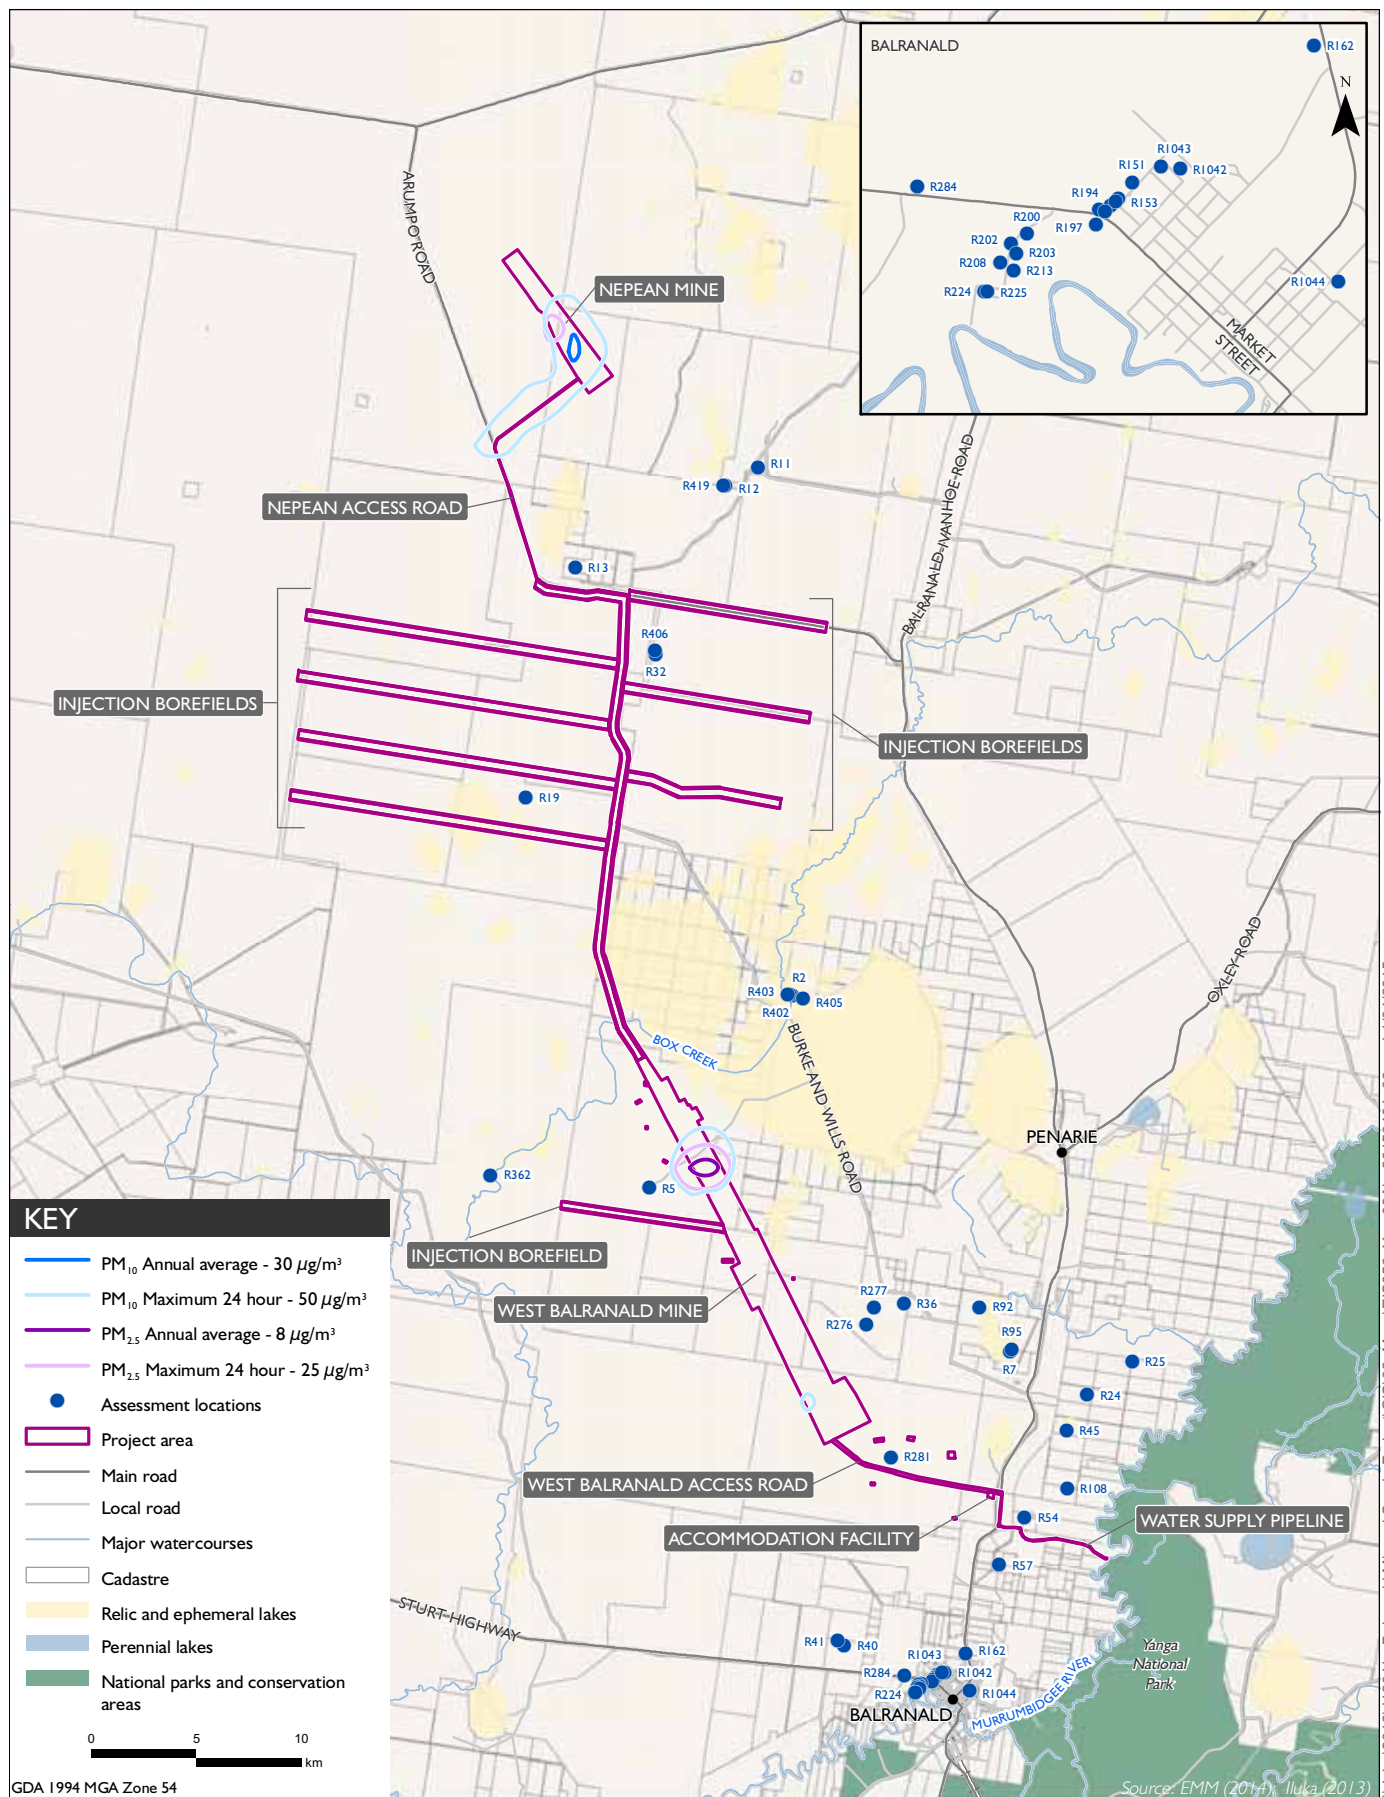 BALRANALD
R162
N
R1043
R151
R1042
R284
R194
R153
R200
R197
R202
R203
R208
R213
R224
R225
R1044
MARKET
STREET
ARUMPO ROAD
NEPEAN MINE
BALRANALD-IVANHOE-ROAD
R11
R419
R12
NEPEAN ACCESS ROAD
R13
R406
R32
INJECTION BOREFIELDS
INJECTION BOREFIELDS
R19
OXLEY ROAD
R2
R403
R405
R402
BOX CREEK
BURKE AND WILLS ROAD
PENARIE
R362
R5
INJECTION BOREFIELD
WEST BALRANALD MINE
R277
R36
R92
R276
R95
R7
R25
R24
R45
R281
WEST BALRANALD ACCESS ROAD
R108
R54
WATER SUPPLY PIPELINE
ACCOMMODATION FACILITY
R57
STURT HIGHWAY
R41
R40
R1043
R162
R284
R1042
R224
R1044
BALRANALD
MURRUMBIDGEE RIVER
Yanga
National
Park
KEY
PM10 Annual average - 30 µg/m³
PM10 Maximum 24 hour - 50 µg/m³
PM2.5 Annual average - 8 µg/m³
PM2.5 Maximum 24 hour - 25 µg/m³
Assessment locations
Project area
Main road
Local road
Major watercourses
Cadastre
Relic and ephemeral lakes
Perennial lakes
National parks and conservation
areas
0 5 10
km
GDA 1994 MGA Zone 54
Source: EMM (2014); Iluka (2013)